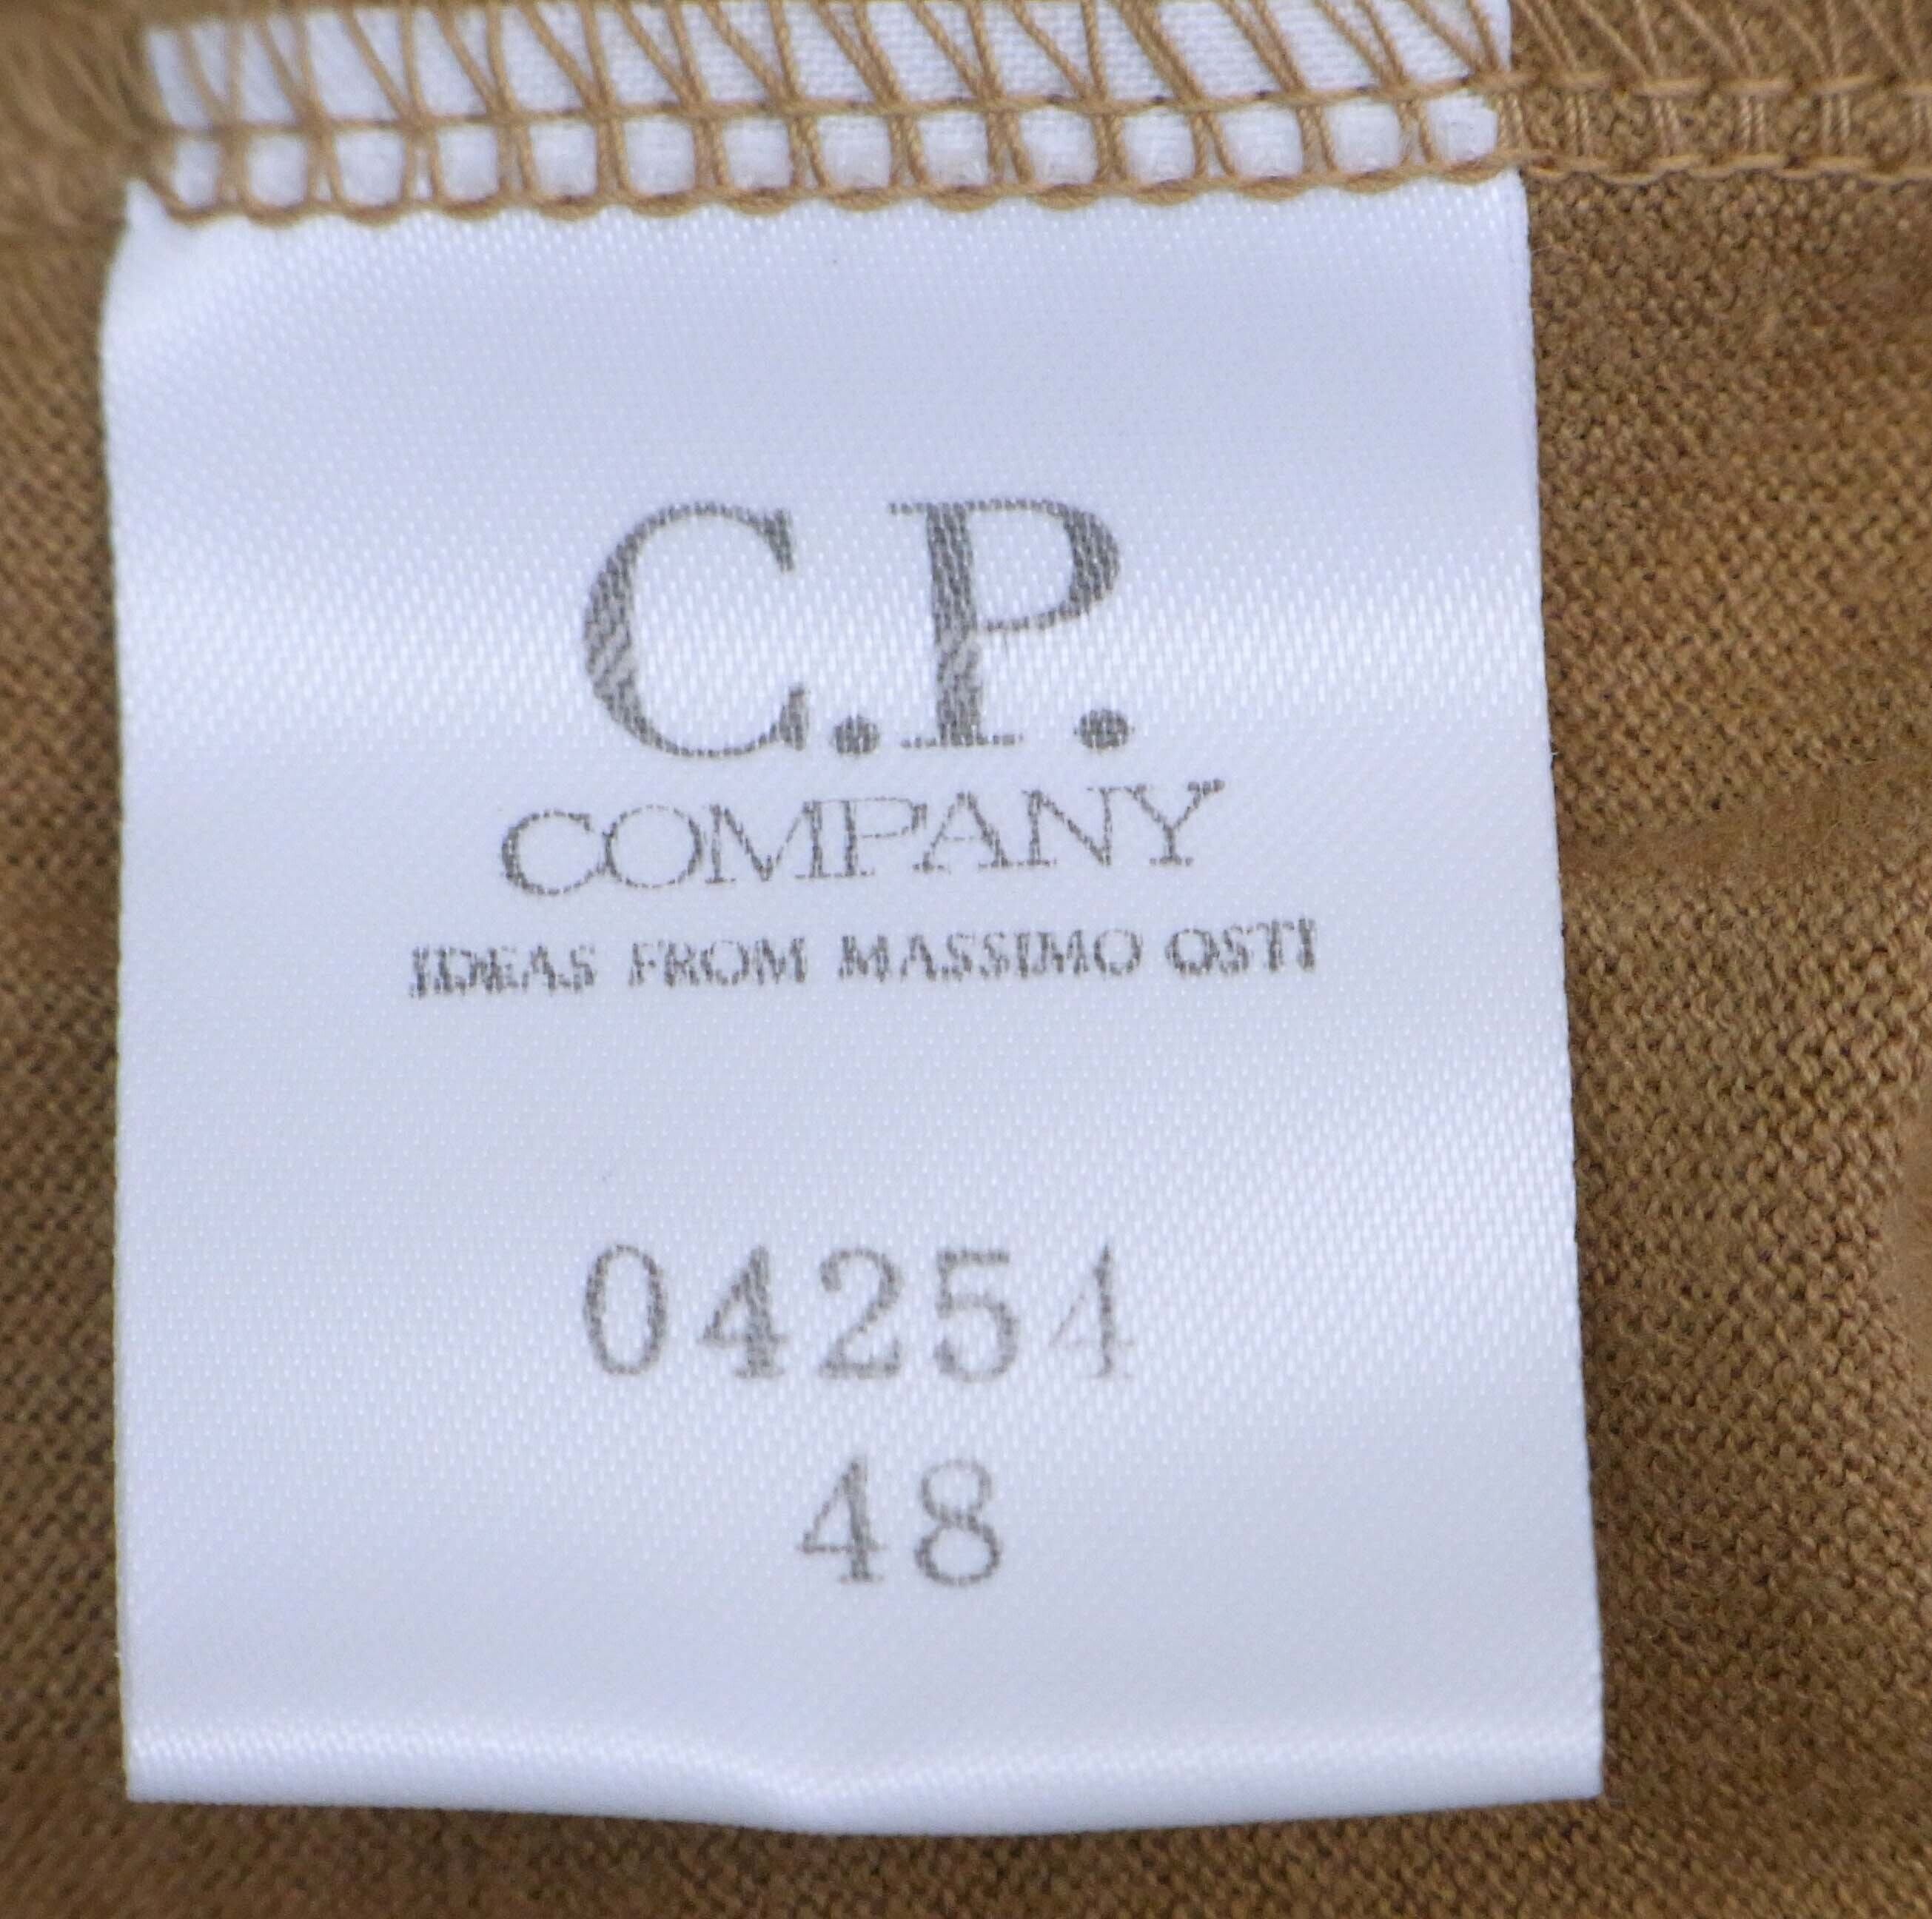 C.P.
COMPANY
IDEAS FROM MASSIMO OSTI
04254
48